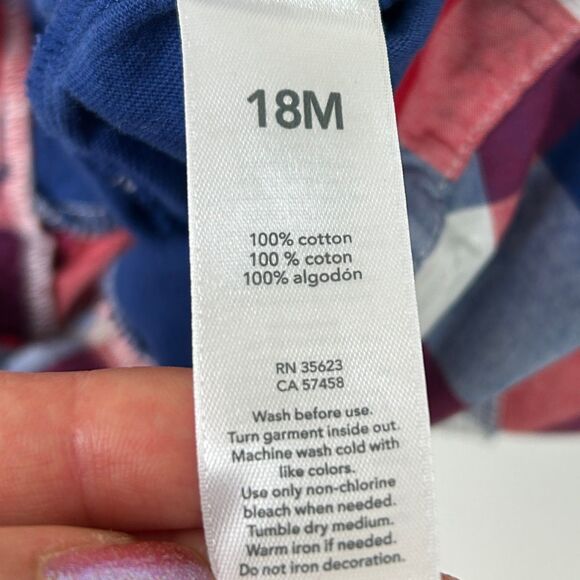 18M
100% cotton
100 % coton
100% algodón
RN 35623
CA 57458
Wash before use.
Turn garment inside out.
Machine wash cold with
like colors.
Use only non-chlorine
bleach when needed.
Tumble dry medium.
Warm iron if needed.
Do not iron decoration.